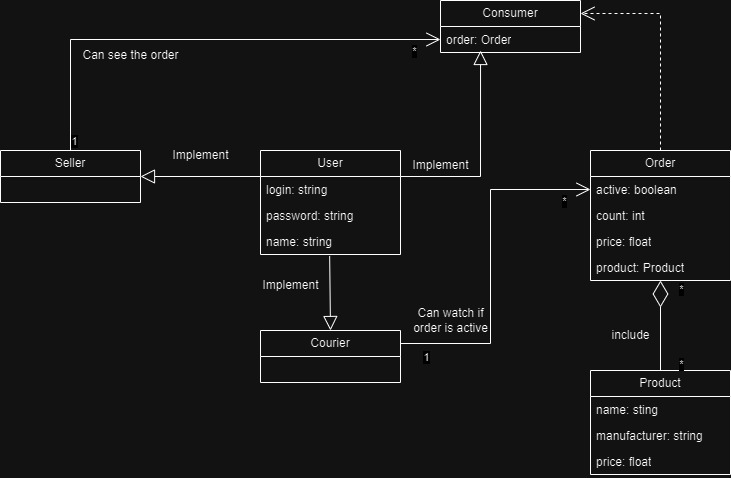 Consumer
order: Order
Can see the order
*
1
Seller
Implement
User
login: string
password: string
name: string
Implement
Order
active: boolean
count: int
price: float
product: Product
*
Implement
Can watch if
order is active
Courier
1
*
include
*
Product
name: sting
manufacturer: string
price: float